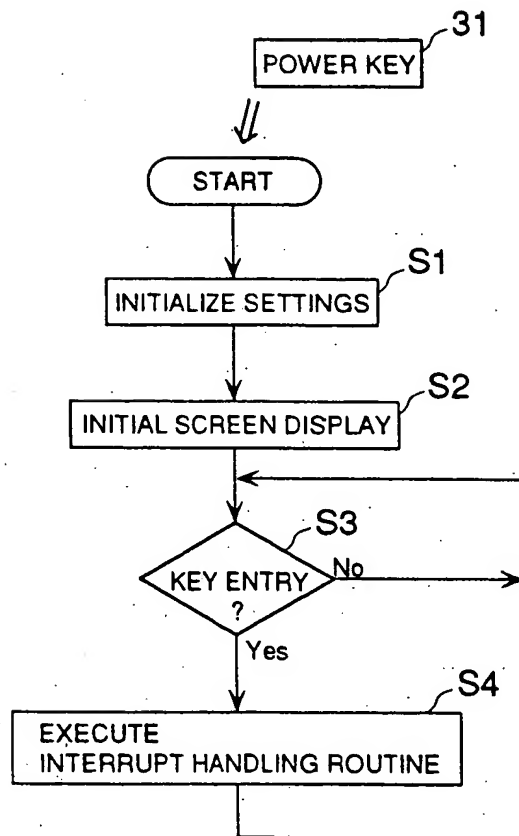 31
POWER KEY
START
S1
INITIALIZE SETTINGS
S2
INITIAL SCREEN DISPLAY
S3
KEY ENTRY
?
No
Yes
S4
EXECUTE
INTERRUPT HANDLING ROUTINE